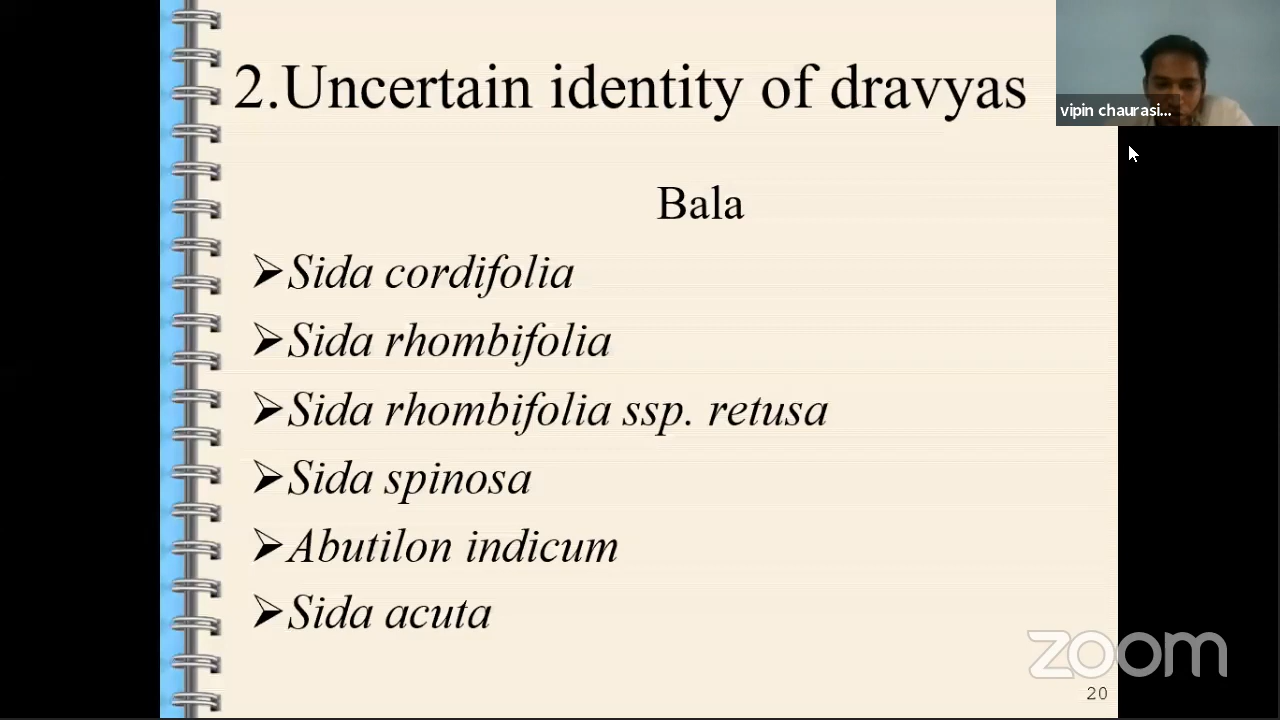 2.Uncertain identity of dravyas
vipin chaurasi...
Bala
➢Sida cordifolia
➢Sida rhombifolia
➢Sida rhombifolia ssp. retusa
➢Sida spinosa
➢Abutilon indicum
➢Sida acuta
zoom
20